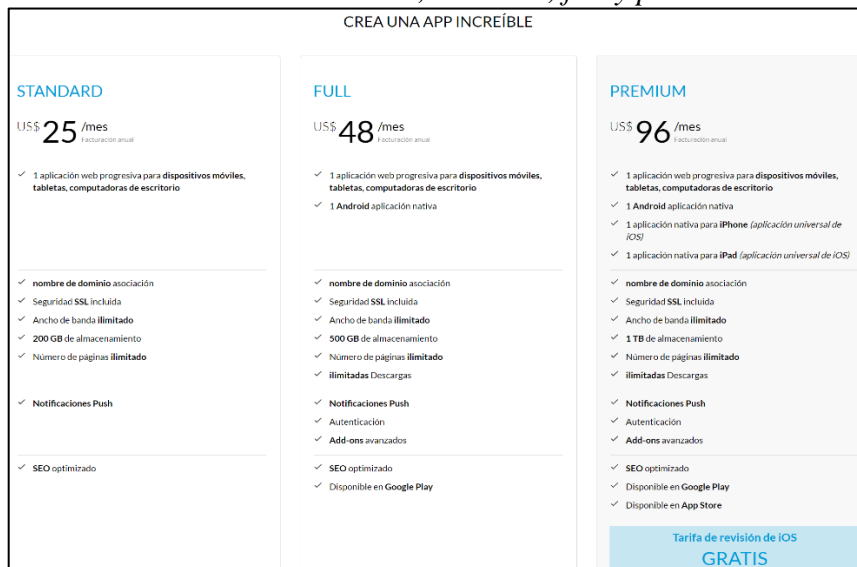 CREA UNA APP INCREÍBLE
STANDARD
US$ 25 /mes
Facturación anual
✓ 1 aplicación web progresiva para dispositivos móviles,
tabletas, computadoras de escritorio
✓ nombre de dominio asociación
✓ Seguridad SSL incluida
✓ Ancho de banda ilimitado
✓ 200 GB de almacenamiento
✓ Número de páginas ilimitado
✓ Notificaciones Push
✓ SEO optimizado
FULL
US$ 48 /mes
Facturación anual
✓ 1 aplicación web progresiva para dispositivos móviles,
tabletas, computadoras de escritorio
✓ 1 Android aplicación nativa
✓ nombre de dominio asociación
✓ Seguridad SSL incluida
✓ Ancho de banda ilimitado
✓ 500 GB de almacenamiento
✓ Número de páginas ilimitado
✓ ilimitadas Descargas
✓ Notificaciones Push
✓ Autenticación
✓ Add-ons avanzados
✓ SEO optimizado
✓ Disponible en Google Play
PREMIUM
US$ 96 /mes
Facturación anual
✓ 1 aplicación web progresiva para dispositivos móviles,
tabletas, computadoras de escritorio
✓ 1 Android aplicación nativa
✓ 1 aplicación nativa para iPhone (aplicación universal de
iOS)
✓ 1 aplicación nativa para iPad (aplicación universal de iOS)
✓ nombre de dominio asociación
✓ Seguridad SSL incluida
✓ Ancho de banda ilimitado
✓ 1 TB de almacenamiento
✓ Número de páginas ilimitado
✓ ilimitadas Descargas
✓ Notificaciones Push
✓ Autenticación
✓ Add-ons avanzados
✓ SEO optimizado
✓ Disponible en Google Play
✓ Disponible en App Store
Tarifa de revisión de iOS
GRATIS